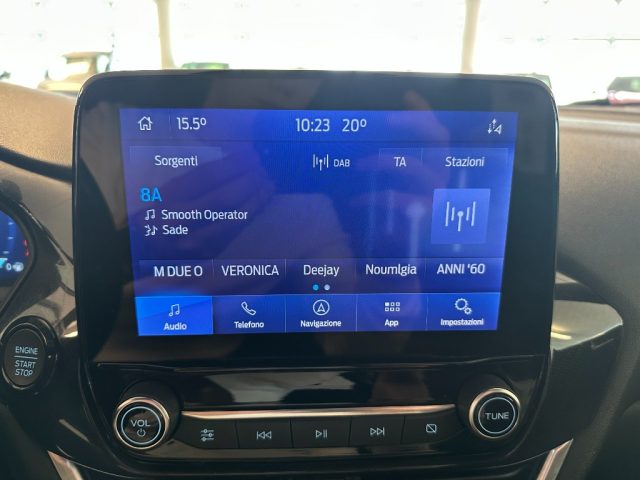 15.5° 10:23 20°
Sorgenti DAB TA Stazioni
8A
Smooth Operator
Sade
M DUE O VERONICA Deejay Noumlgia ANNI '60
Audio Telefono Navigazione App Impostazioni
ENGINE
START
STOP
VOL
TUNE